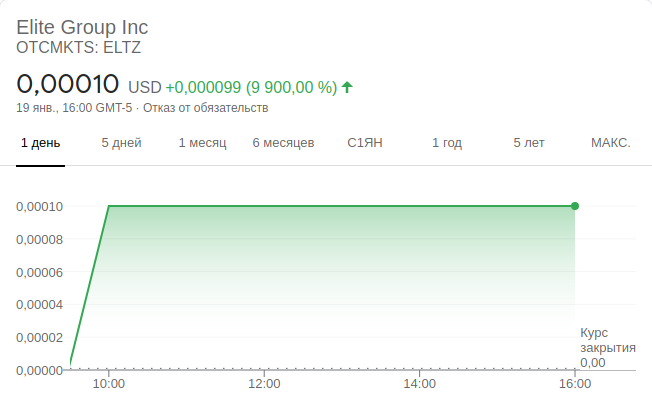 Elite Group Inc
OTCMKTS: ELTZ
0,00010 USD +0,000099 (9 900,00 %)
19 янв., 16:00 GMT-5 · Отказ от обязательств
1 день 5 дней 1 месяц 6 месяцев С1ЯН 1 год 5 лет МАКС.
0,00010
0,00008
0,00006
0,00004
0,00002
0,00000
Курс
закрытия
0,00
10:00 12:00 14:00 16:00